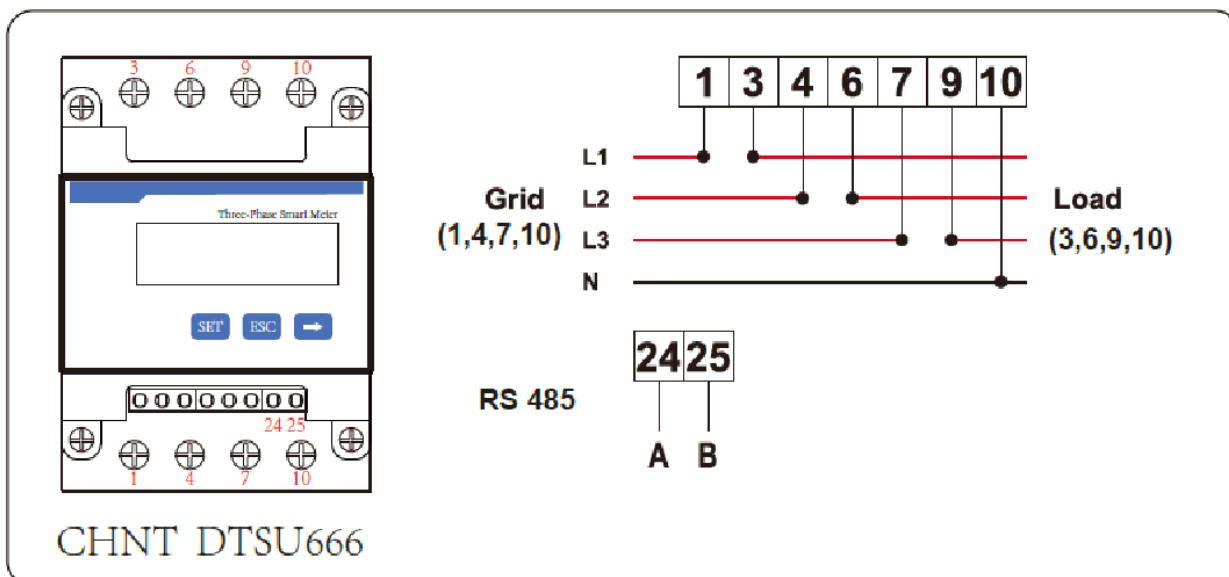 3 6 9 10
Three-Phase Smart Meter
SET ESC
24 25
1 4 7 10
CHNT DTSU666
1 3 4 6 7 9 10
L1
Grid L2 Load
(1,4,7,10) L3 (3,6,9,10)
N
24 25
RS 485
A B